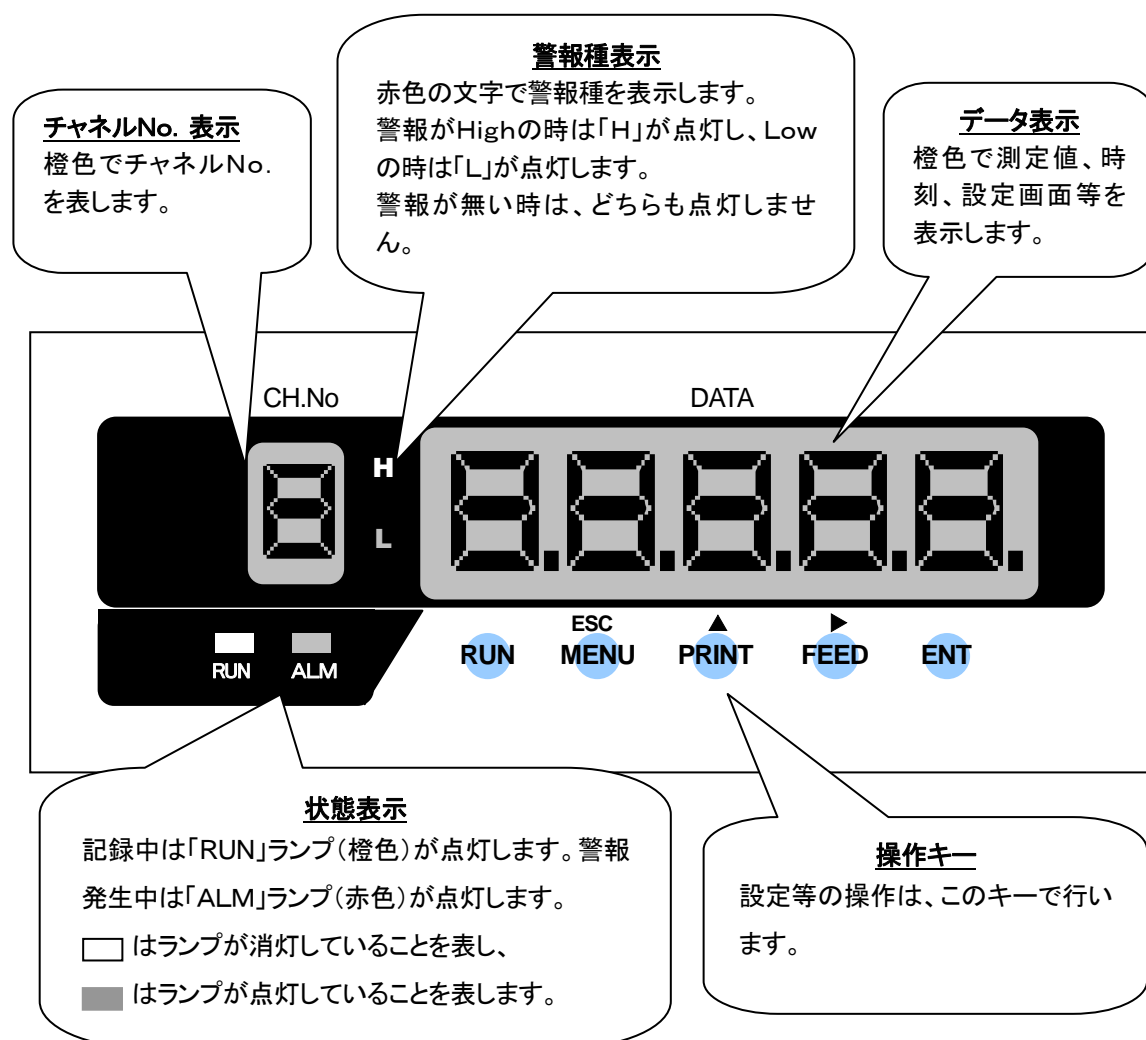 警報種表示
赤色の文字で警報種を表示します。
警報がHighの時は「H」が点灯し、Low
の時は「L」が点灯します。
警報が無い時は、どちらも点灯しませ
ん。
チャネルNo. 表示
橙色でチャネルNo.
を表します。
データ表示
橙色で測定値、時
刻、設定画面等を
表示します。
CH.No
DATA
8
H
L
8.8.8.8.8.
RUN
ALM
ESC
▲
▶
RUN
MENU
PRINT
FEED
ENT
状態表示
記録中は「RUN」ランプ(橙色)が点灯します。警報
発生中は「ALM」ランプ(赤色)が点灯します。
はランプが消灯していることを表し、
はランプが点灯していることを表します。
操作キー
設定等の操作は、このキーで行い
ます。